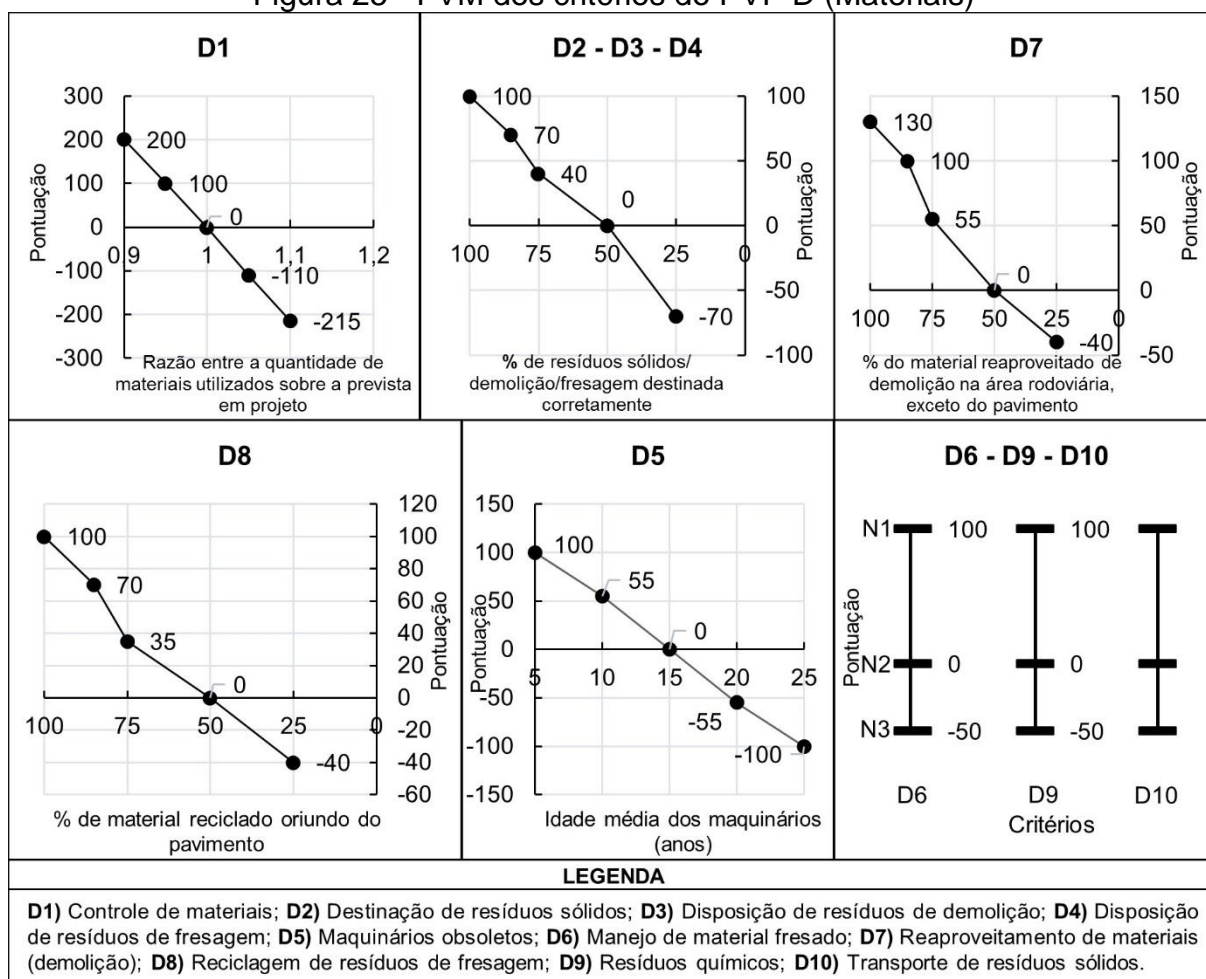 Figura 25 - FVM dos critérios do PVF D (Materiais)
D1
300
200
100
0
-100
-200
-300
Pontuação
200
100
0
-110
-215
0,9
1
1,1
1,2
Razão entre a quantidade de
materiais utilizados sobre a prevista
em projeto
D2 - D3 - D4
100
50
0
-50
-100
Pontuação
100
70
40
0
-70
100
75
50
25
0
% de resíduos sólidos/
demolição/fresagem destinada
corretamente
D7
150
100
50
0
-50
Pontuação
130
100
55
0
-40
100
75
50
25
0
% do material reaproveitado de
demolição na área rodoviária,
exceto do pavimento
D8
120
100
80
60
40
20
0
-20
-40
-60
Pontuação
100
70
35
0
-40
100
75
50
25
0
% de material reciclado oriundo do
pavimento
D5
150
100
50
0
-50
-100
-150
Pontuação
100
55
0
-55
-100
5
10
15
20
25
Idade média dos maquinários
(anos)
D6 - D9 - D10
Pontuação
N1
100
100
N2
0
0
N3
-50
-50
D6
D9
D10
Critérios
LEGENDA
D1) Controle de materiais; D2) Destinação de resíduos sólidos; D3) Disposição de resíduos de demolição; D4) Disposição
de resíduos de fresagem; D5) Maquinários obsoletos; D6) Manejo de material fresado; D7) Reaproveitamento de materiais
(demolição); D8) Reciclagem de resíduos de fresagem; D9) Resíduos químicos; D10) Transporte de resíduos sólidos.